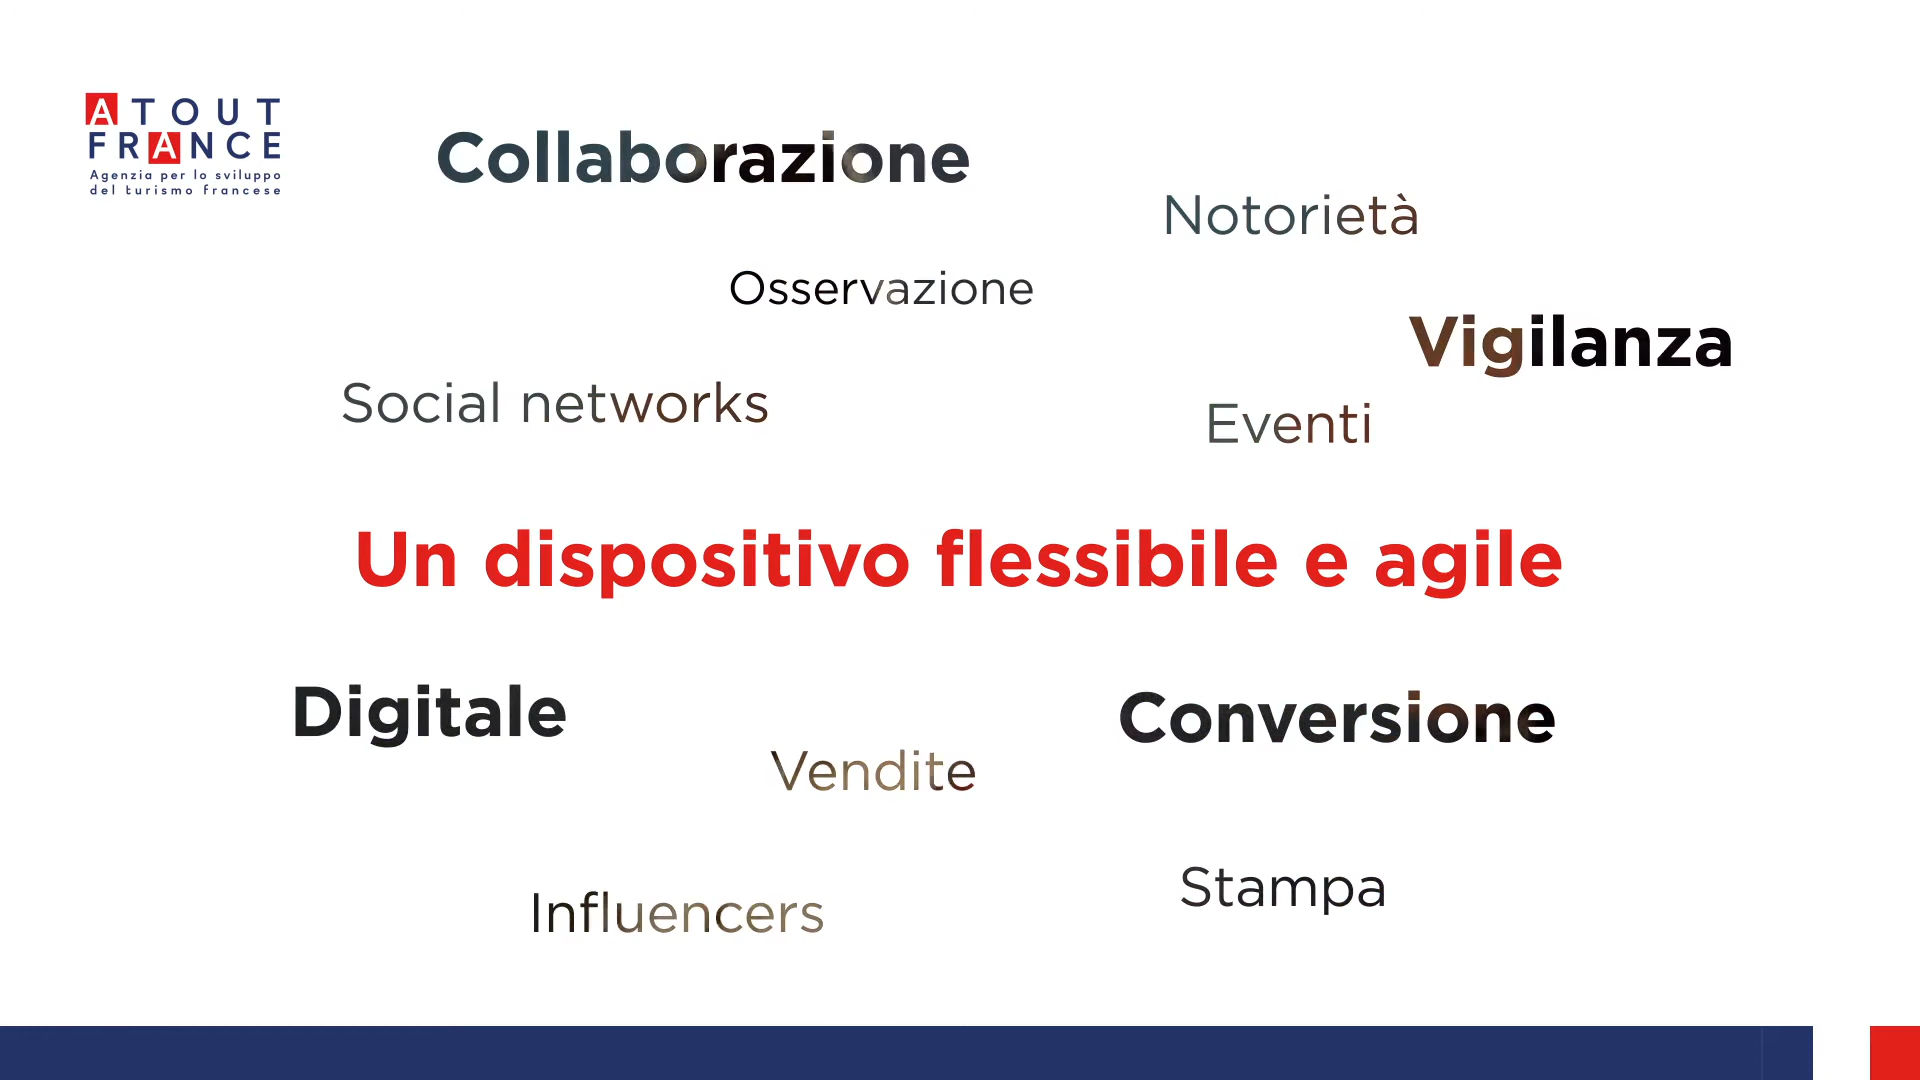 ATOUT
FRANCE
Agenzia per lo sviluppo
del turismo francese
Collaborazione
Notorietà
Osservazione
Vigilanza
Social networks
Eventi
Un dispositivo flessibile e agile
Digitale
Conversione
Vendite
Stampa
Influencers